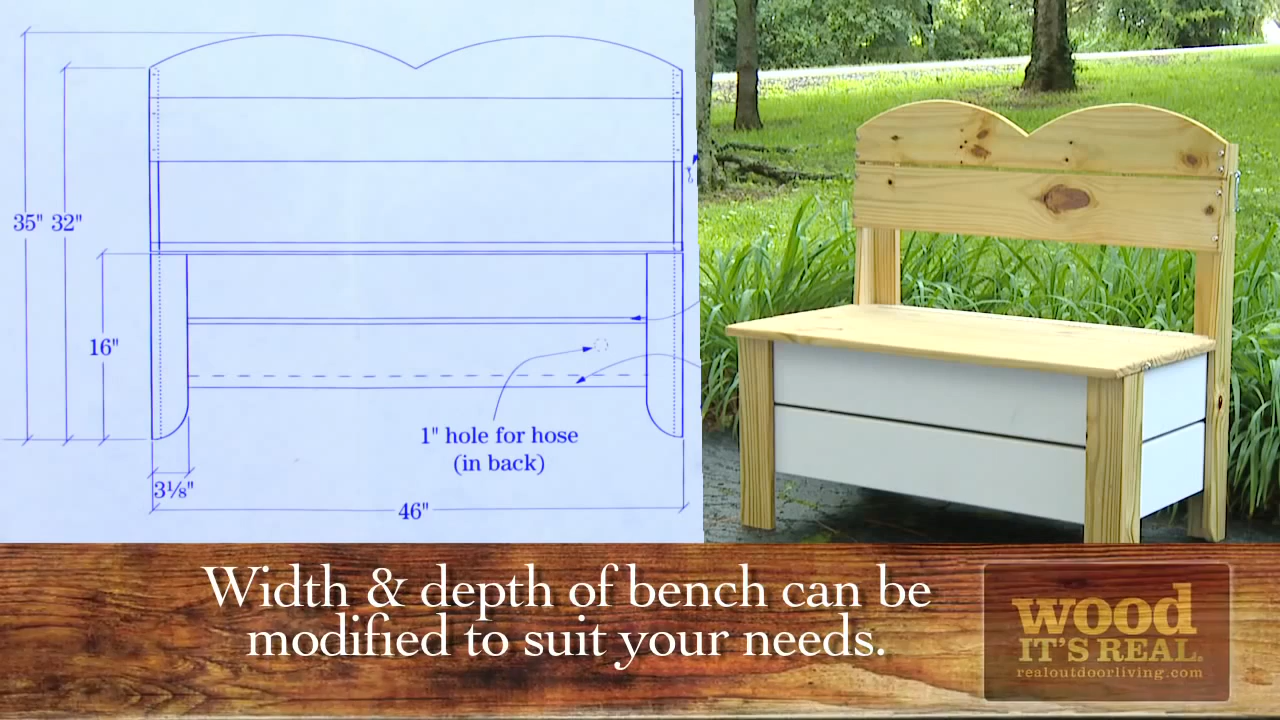 35" 32"
16"
1" hole for hose
(in back)
3⅛"
46"
Width & depth of bench can be
modified to suit your needs.
wood
IT'S REAL.
realoutdoorliving.com